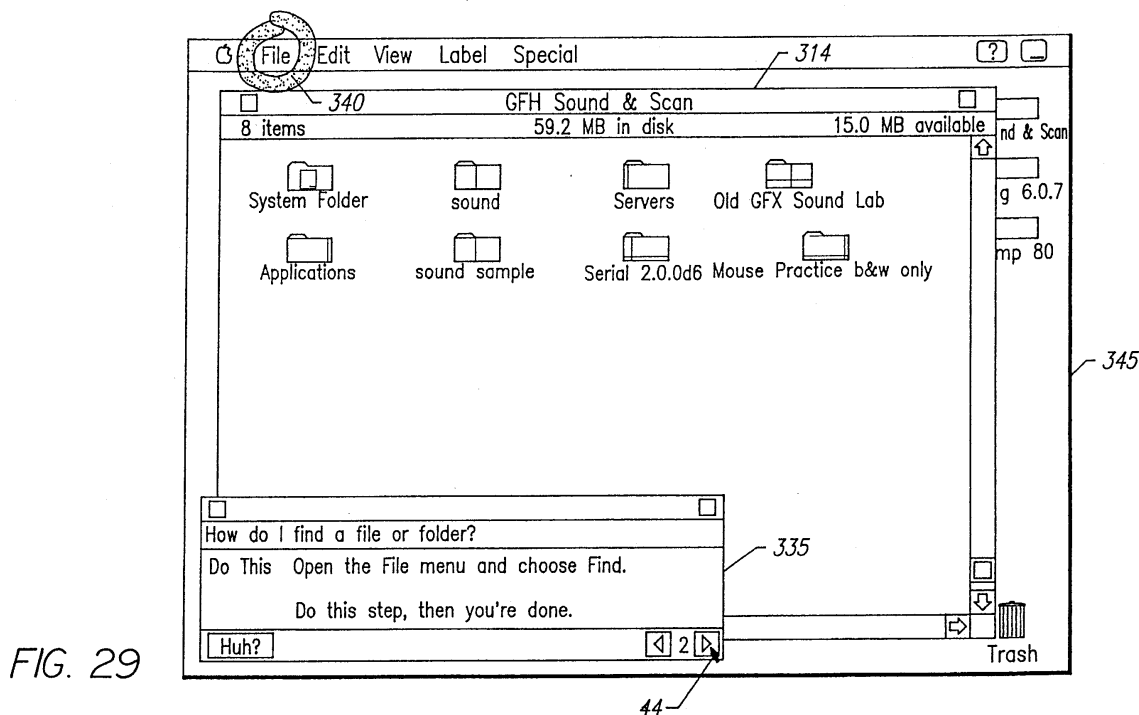 File Edit View Label Special ? 314
340
GFH Sound & Scan
8 items 59.2 MB in disk 15.0 MB available
nd & Scan
System Folder sound Servers Old GFX Sound Lab
g 6.0.7
Applications sound sample Serial 2.0.0d6 Mouse Practice b&w only
mp 80
345
How do I find a file or folder?
335
Do This Open the File menu and choose Find.
Do this step, then you're done.
Huh? 2
Trash
FIG. 29
44